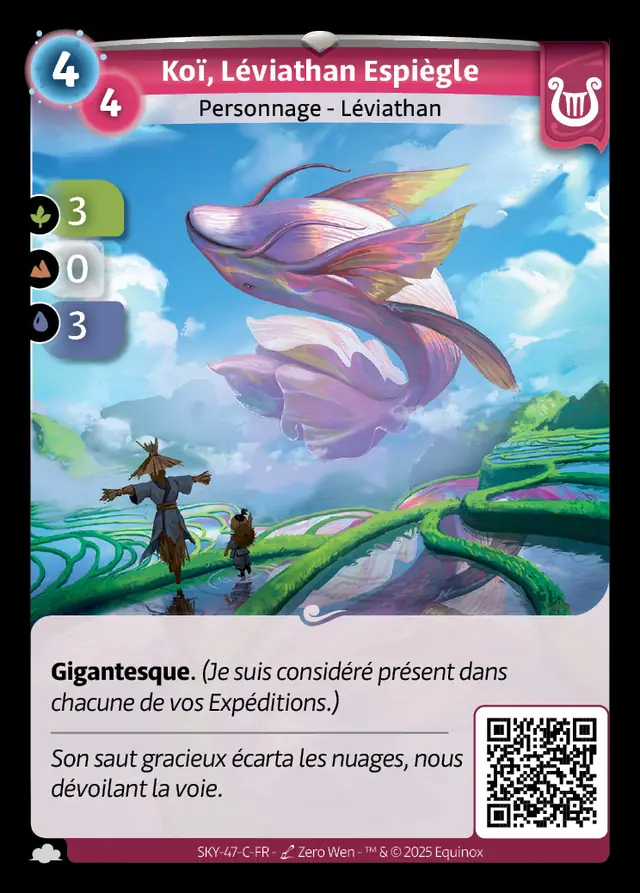 4
4
Koï, Léviathan Espiègle
Personnage - Léviathan
3
0
3
Gigantesque. (Je suis considéré présent dans
chacune de vos Expéditions.)
Son saut gracieux écarta les nuages, nous
dévoilant la voie.
SKY-47-C-FR - Zero Wen - ™ & © 2025 Equinox